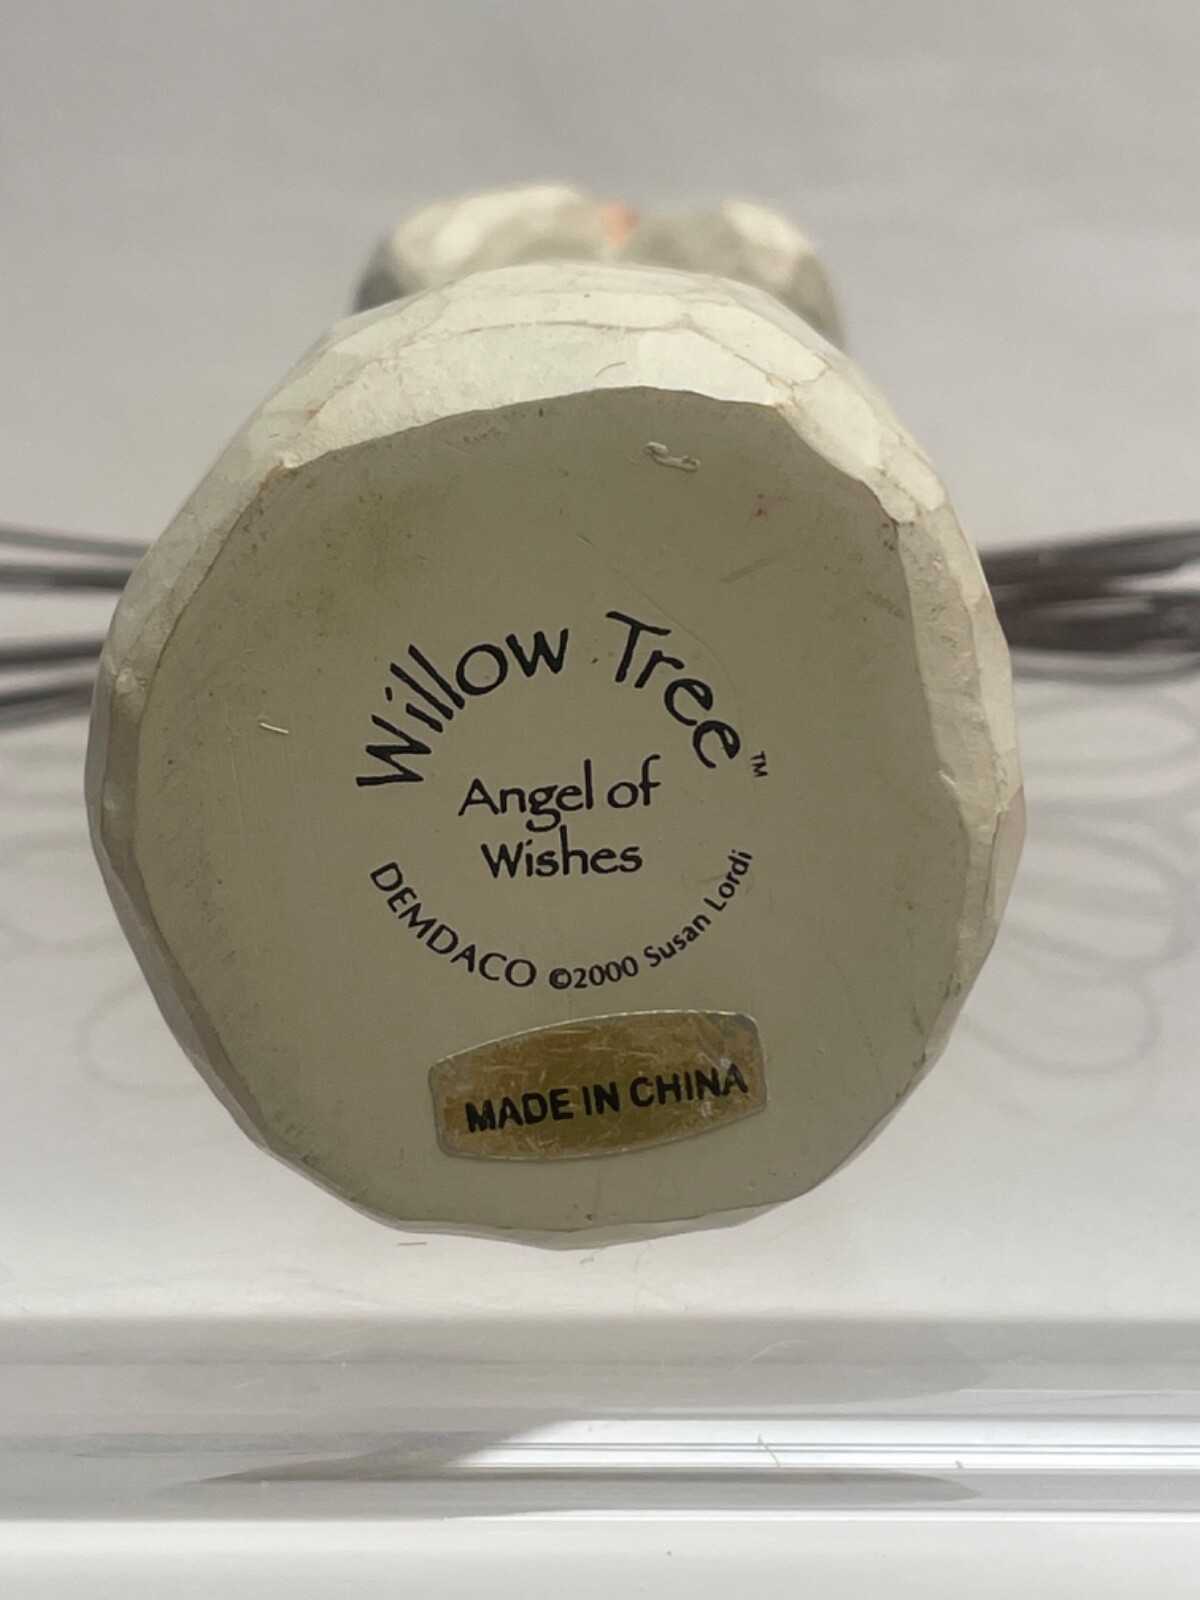 Willow Tree™
Angel of
Wishes
DEMDACO ©2000 Susan Lordi
MADE IN CHINA